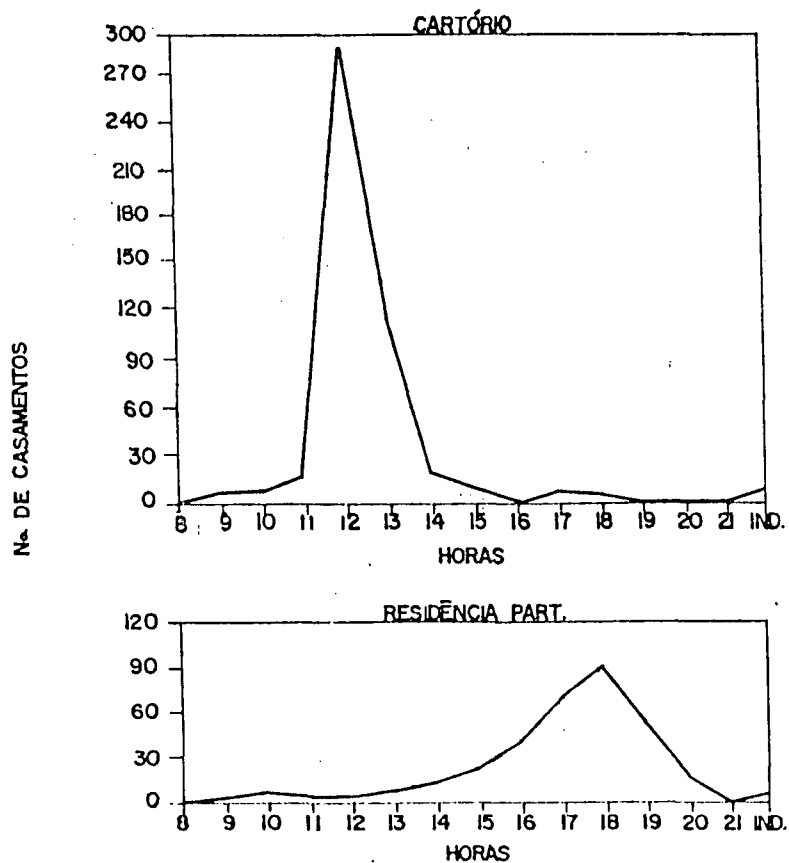 CARTÓRIO
300
270
240
210
180
150
120
90
60
30
0
8 9 10 11 12 13 14 15 16 17 18 19 20 21 IND.
HORAS
Nº DE CASAMENTOS
RESIDÊNCIA PART.
120
90
60
30
0
8 9 10 11 12 13 14 15 16 17 18 19 20 21 IND.
HORAS